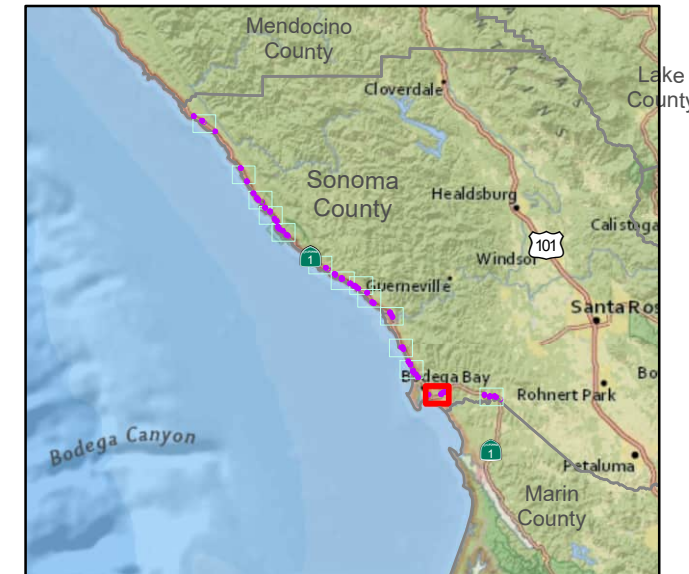 Mendocino
County
Lake
County
Cloverdale
Sonoma
County
Healdsburg
Calistoga
101
Windsor
1
Guerneville
Santa Ros
Bodega Bay
Bo
Rohnert Park
Bodega Canyon
1
Petaluma
Marin
County